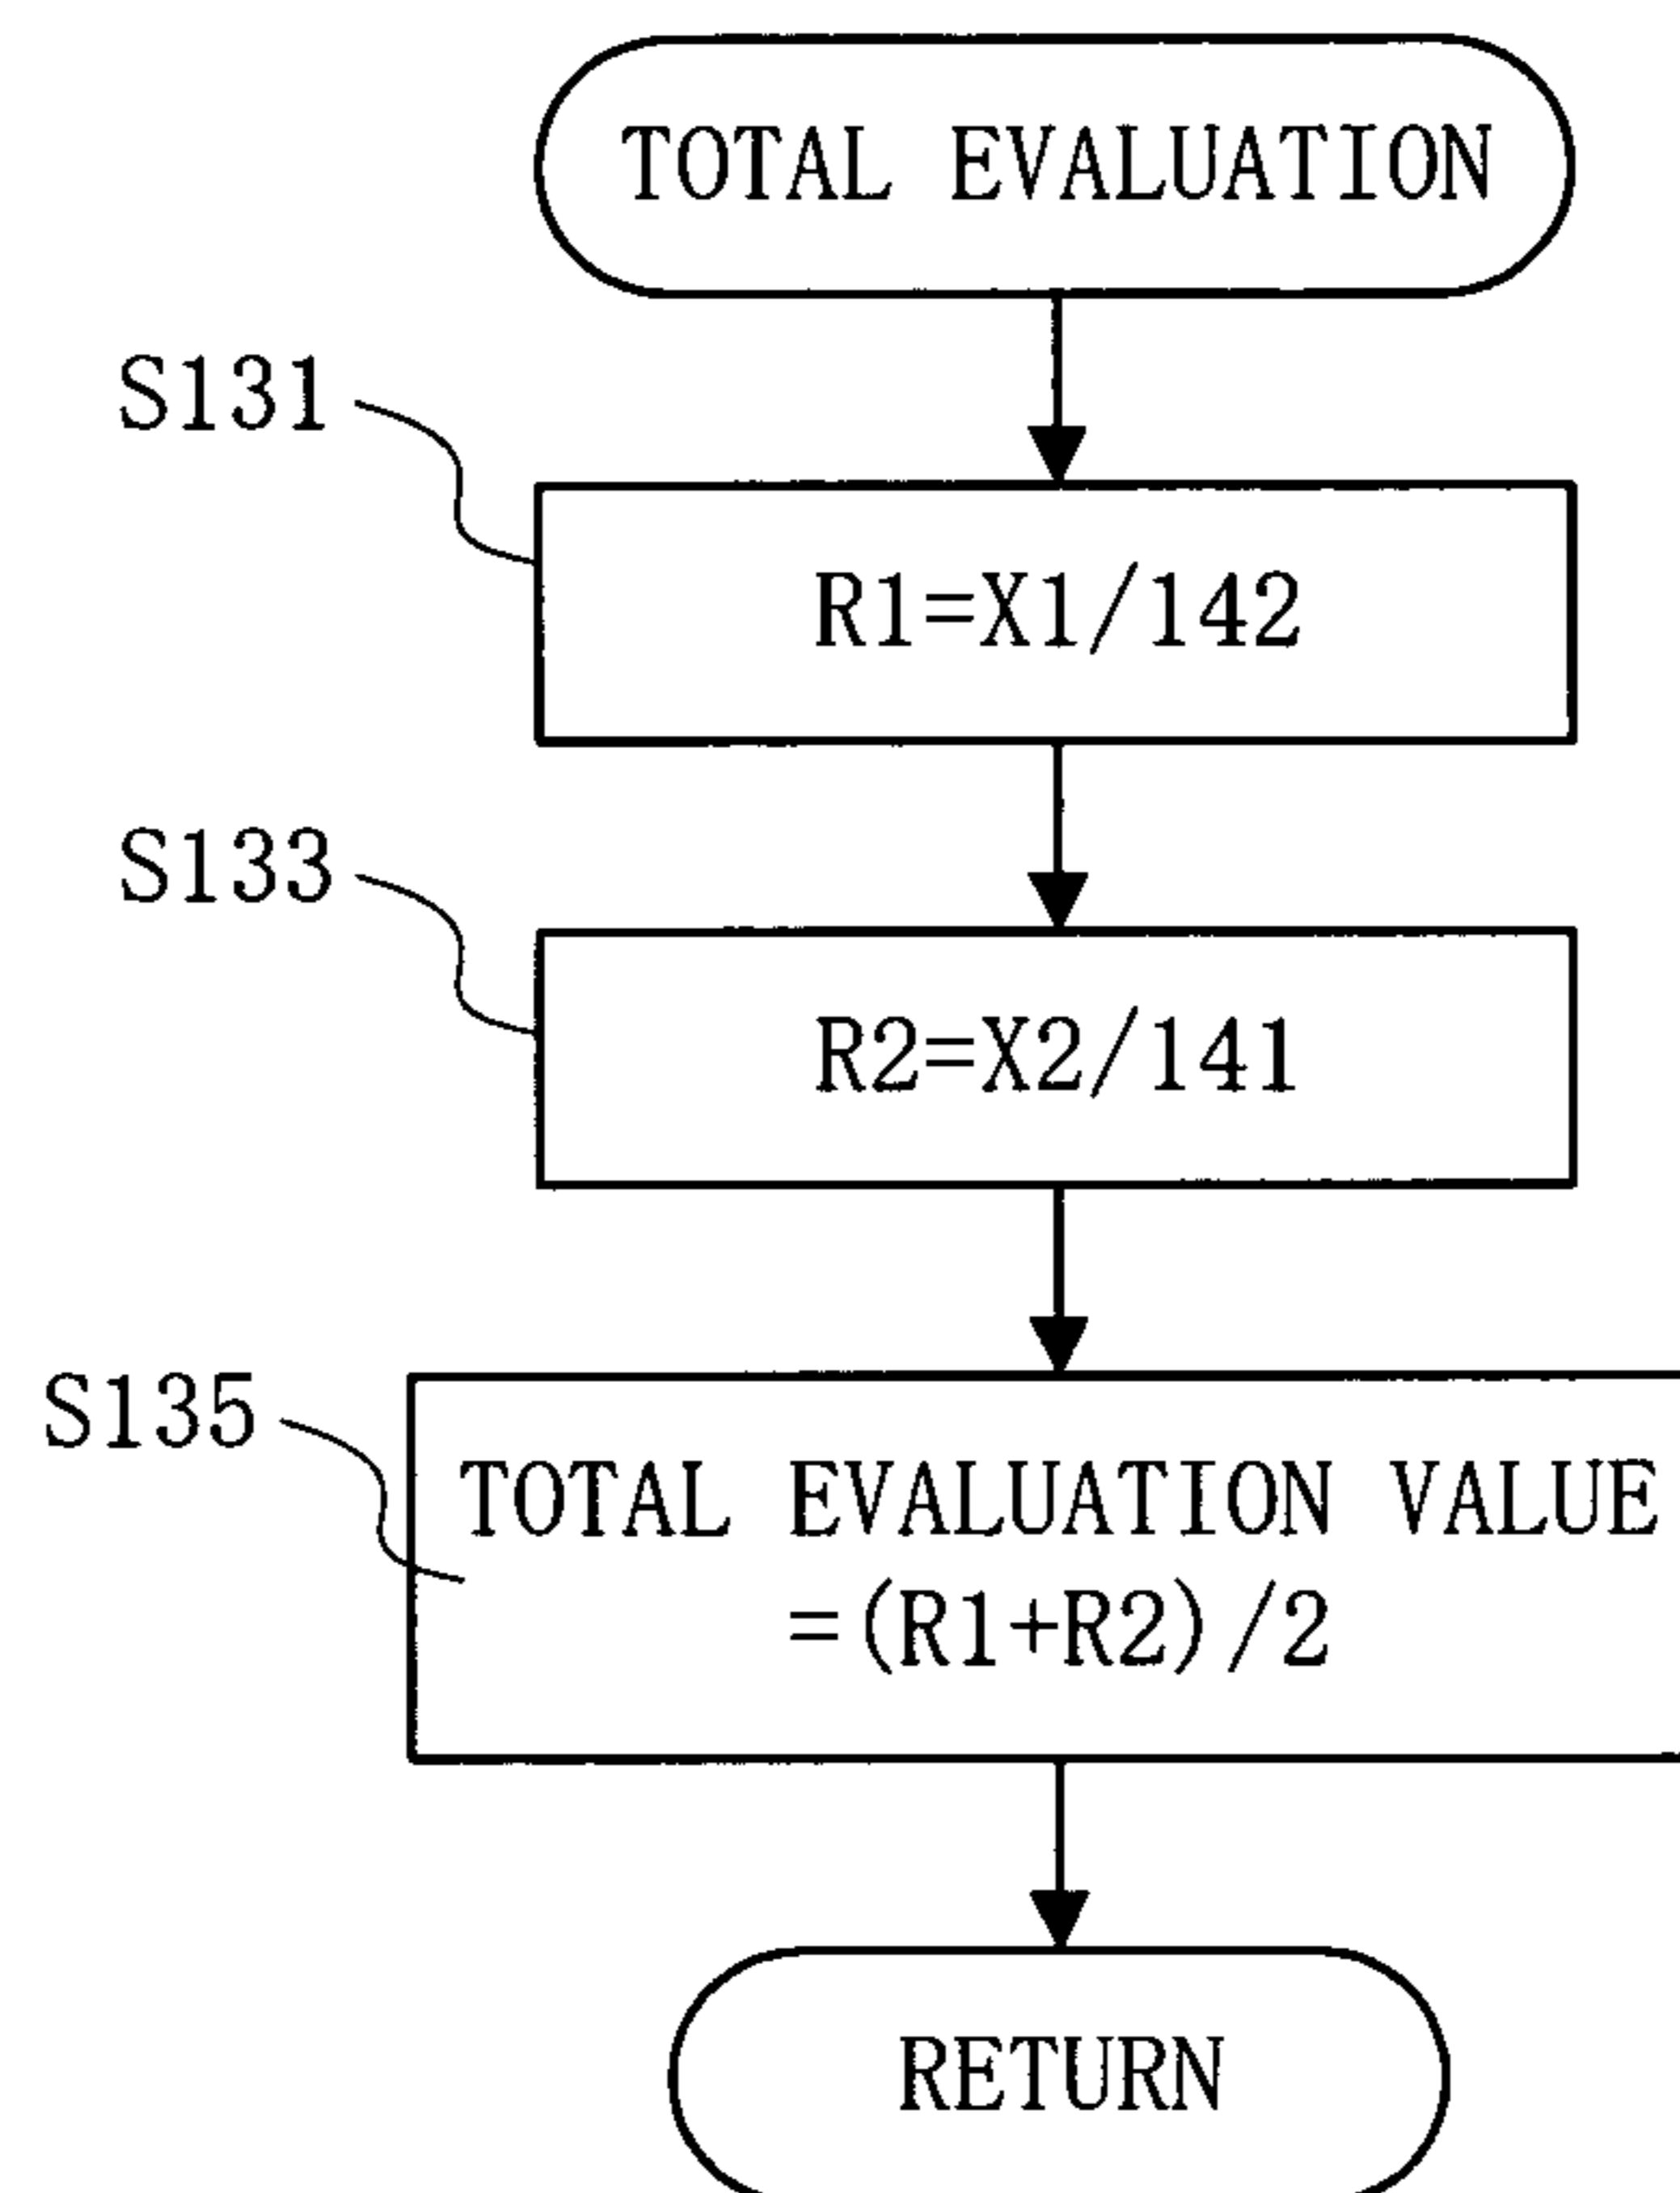 TOTAL EVALUATION
S131
R1=X1/142
S133
R2=X2/141
S135
TOTAL EVALUATION VALUE
=(R1+R2)/2
RETURN